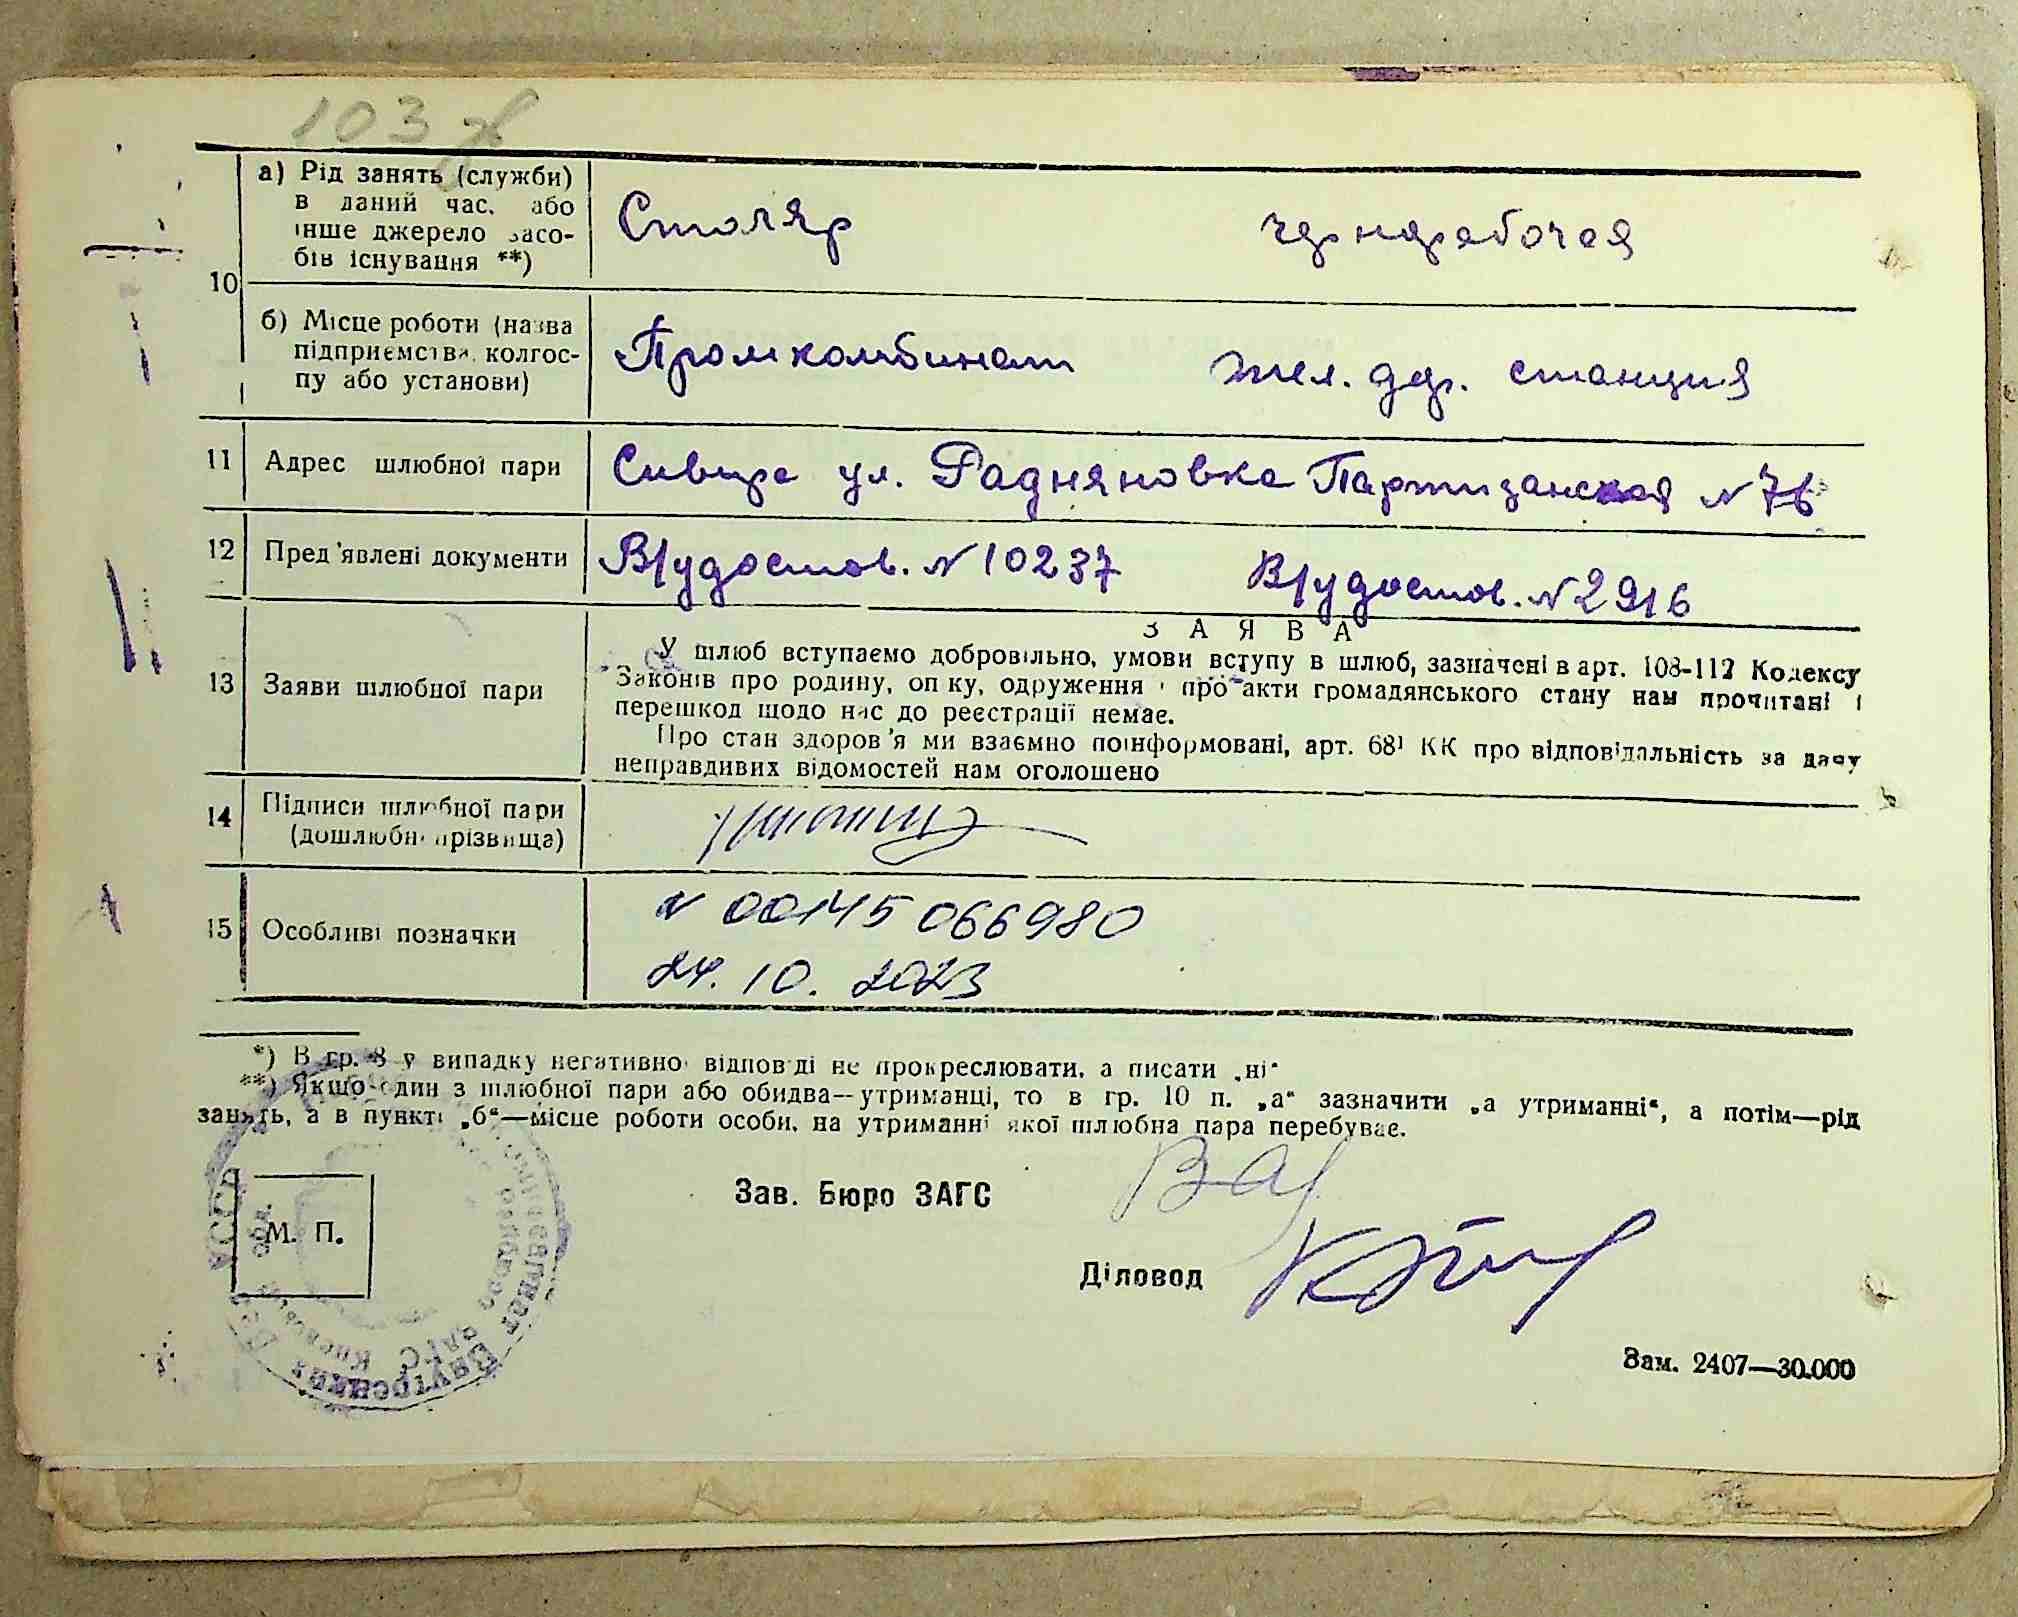 103
а) Рід занять (служби) в даний час, або інше джерело засобів існування **)
Столяр
чернорабочая
10
б) Місце роботи (назва підприємства, колгоспу або установи)
Промкомбинат
жел. дор. станция
11 Адрес шлюбної пари
ул. Радняновка Партизанская N 76
12 Пред'явлені документи
Вр/удостов. N 10237
Вр/удостов. N 2916
З А Я В А
13 Заяви шлюбної пари
У шлюб вступаємо добровільно, умови вступу в шлюб, зазначені в арт. 108-112 Кодексу
Законів про родину, опіку, одруження і про акти громадянського стану нам прочитані і
перешкод щодо нас до реєстрації немає.
Про стан здоров'я ми взаємно поінформовані, арт. 68¹ КК про відповідальність за дачу
неправдивих відомостей нам оголошено
14 Підписи шлюбної пари (дошлюбні прізвища)
15 Особливі позначки
N 00145066980
24.10.2023
*) В гр. 8 у випадку негативної відповіді не прокреслювати, а писати „ні“
**) Якщо один з шлюбної пари або обидва—утриманці, то в гр. 10 п. „а“ зазначити „а утриманні“, а потім—рід
занять, а в пункті „б“—місце роботи особи, на утриманні якої шлюбна пара перебуває.
М. П.
Зав. Бюро ЗАГС
Діловод
Зам. 2407—30.000